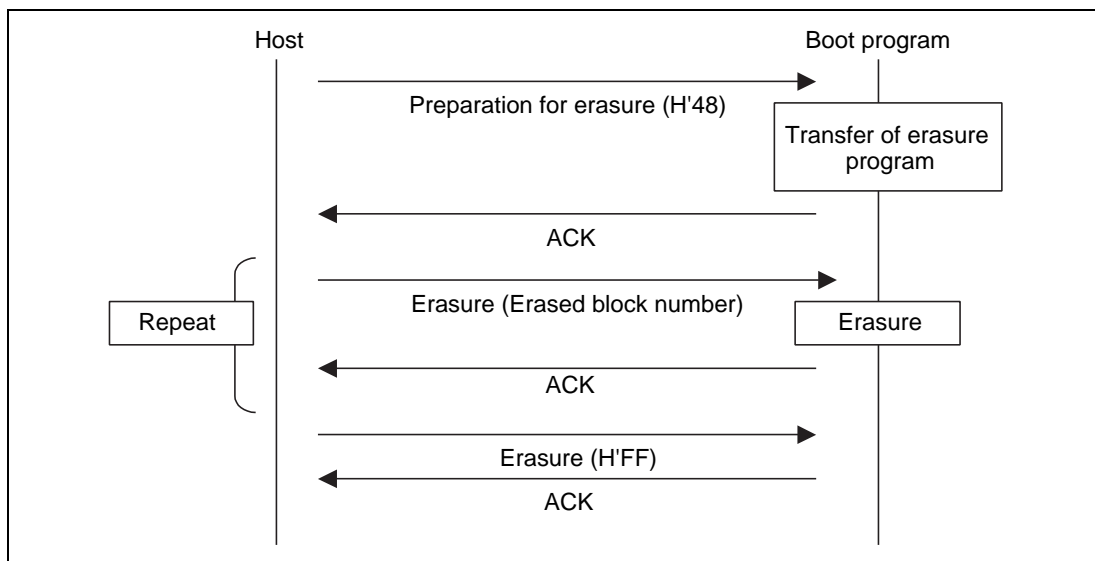 Host
Boot program
Preparation for erasure (H'48)
Transfer of erasure
program
ACK
Erasure (Erased block number)
Repeat
Erasure
ACK
Erasure (H'FF)
ACK